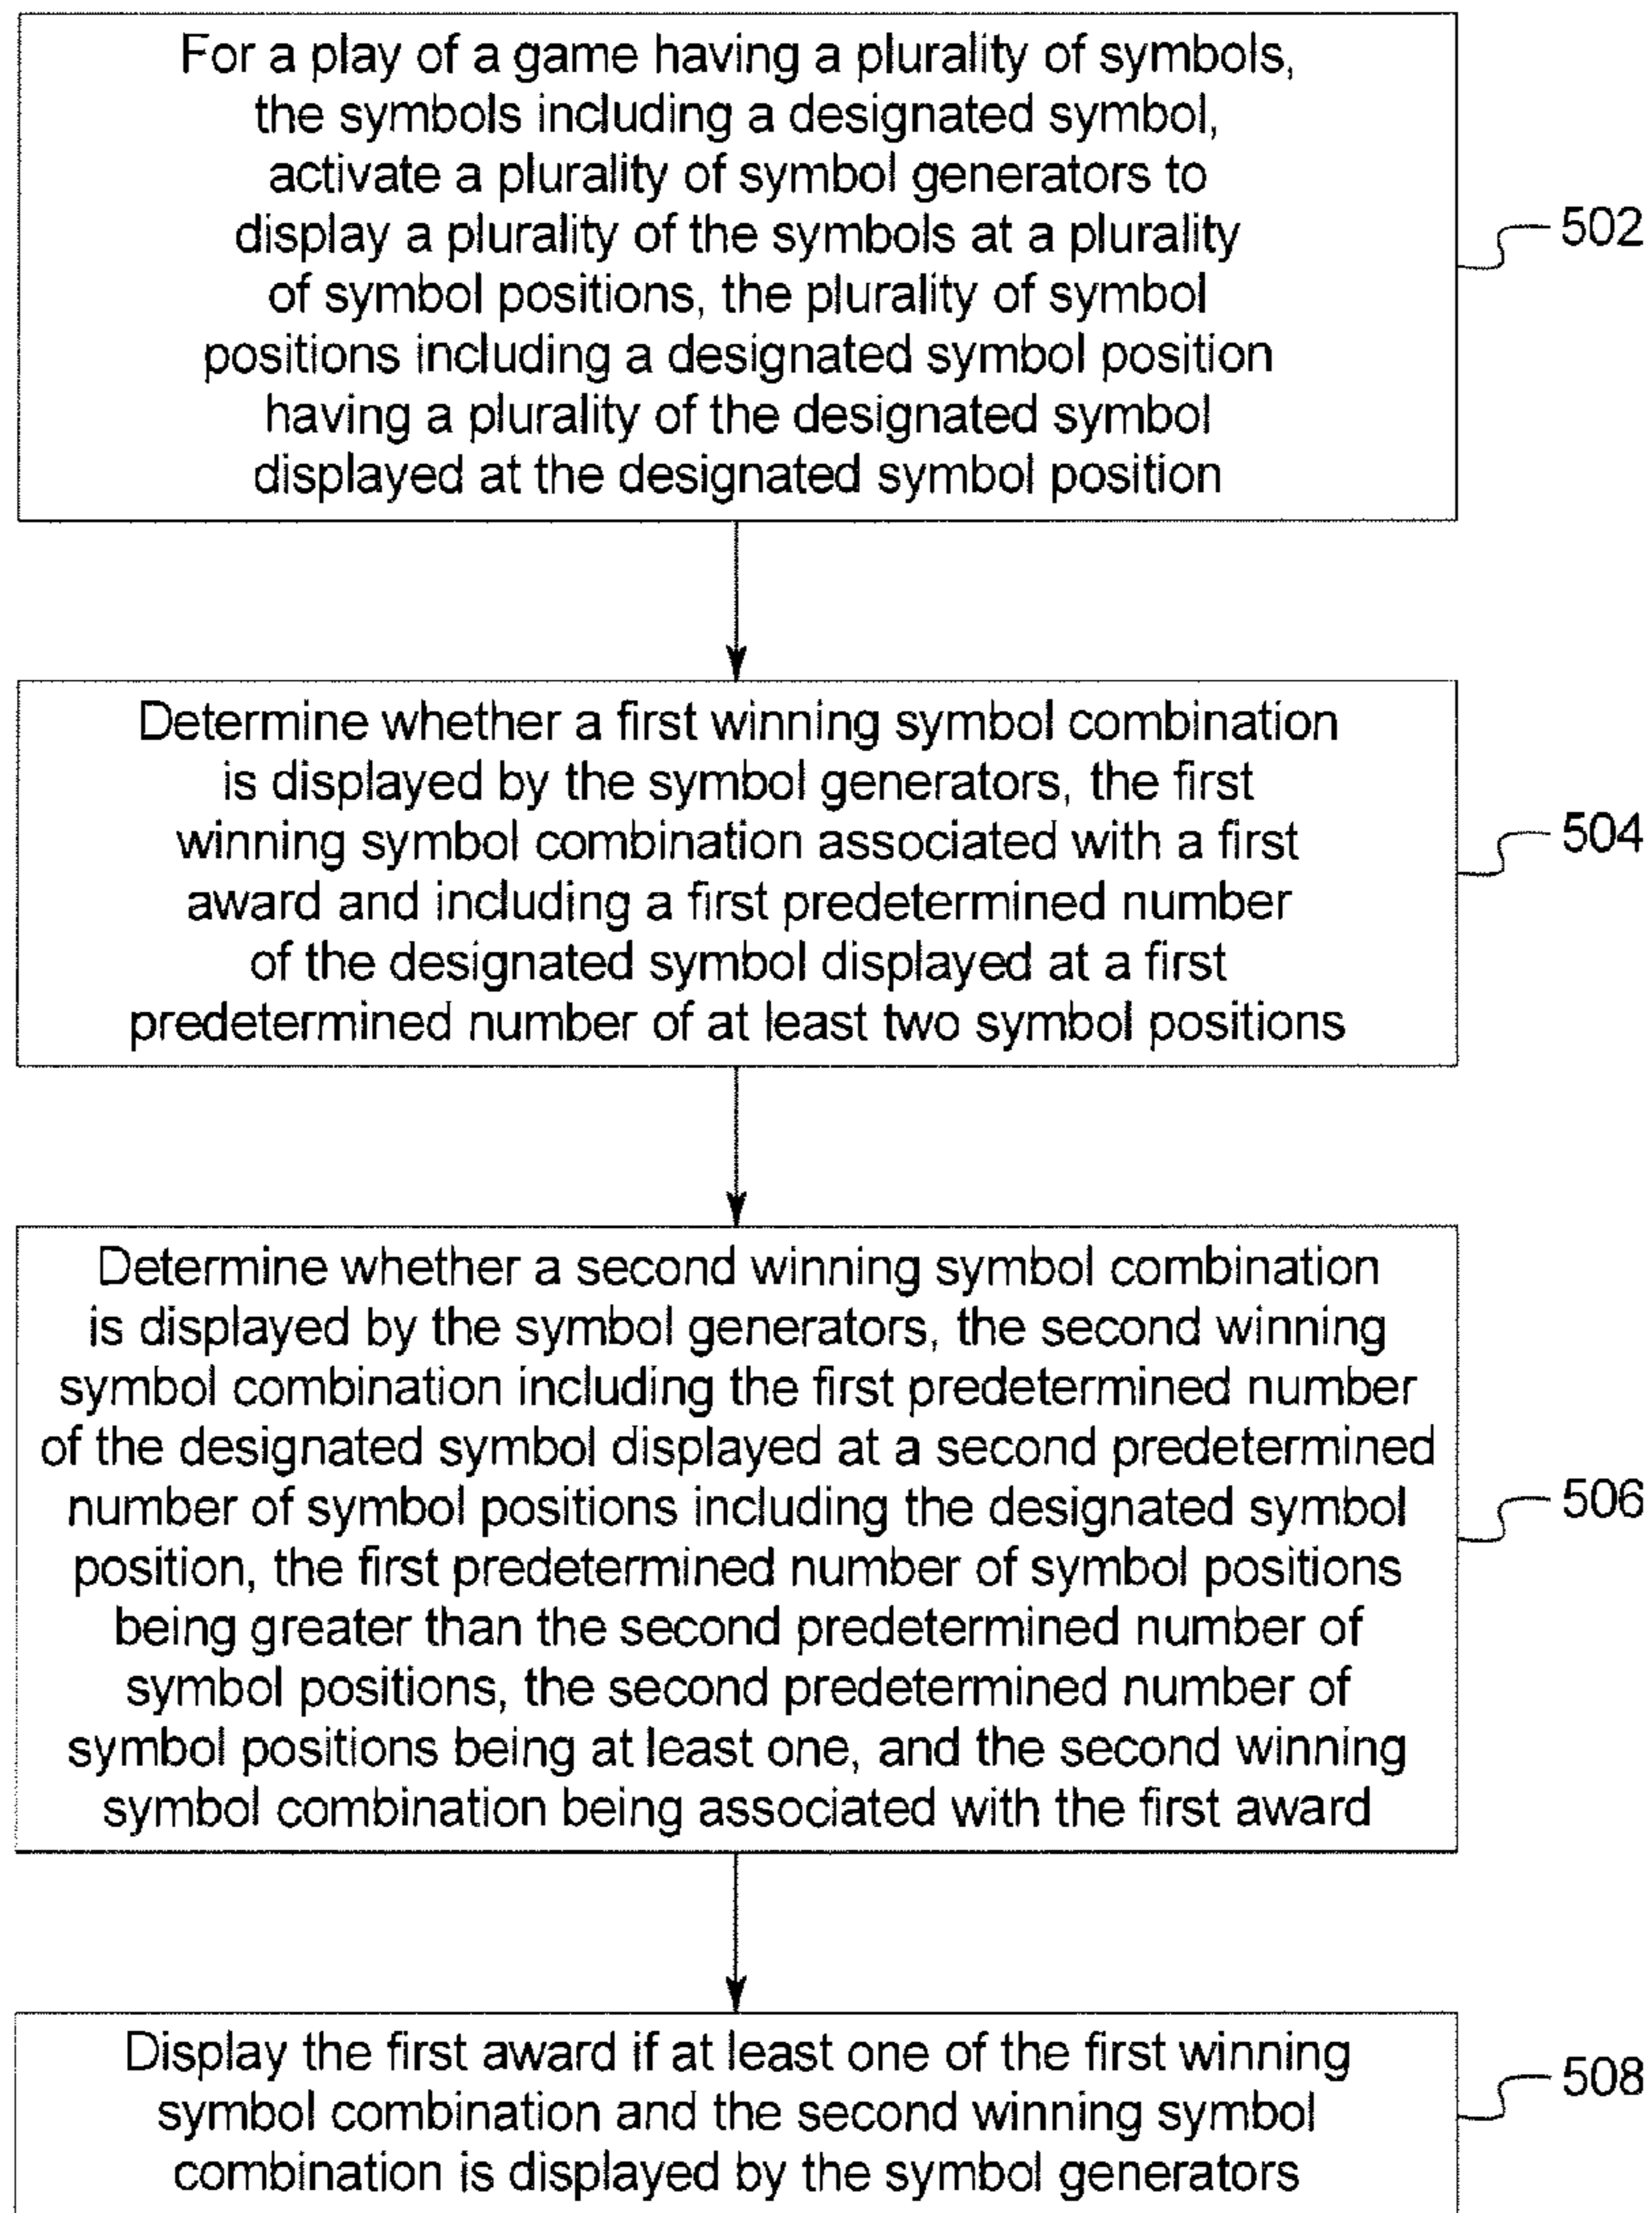 For a play of a game having a plurality of symbols,
the symbols including a designated symbol,
activate a plurality of symbol generators to
display a plurality of the symbols at a plurality
of symbol positions, the plurality of symbol
positions including a designated symbol position
having a plurality of the designated symbol
displayed at the designated symbol position
502
Determine whether a first winning symbol combination
is displayed by the symbol generators, the first
winning symbol combination associated with a first
award and including a first predetermined number
of the designated symbol displayed at a first
predetermined number of at least two symbol positions
504
Determine whether a second winning symbol combination
is displayed by the symbol generators, the second winning
symbol combination including the first predetermined number
of the designated symbol displayed at a second predetermined
number of symbol positions including the designated symbol
position, the first predetermined number of symbol positions
being greater than the second predetermined number of
symbol positions, the second predetermined number of
symbol positions being at least one, and the second winning
symbol combination being associated with the first award
506
Display the first award if at least one of the first winning
symbol combination and the second winning symbol
combination is displayed by the symbol generators
508